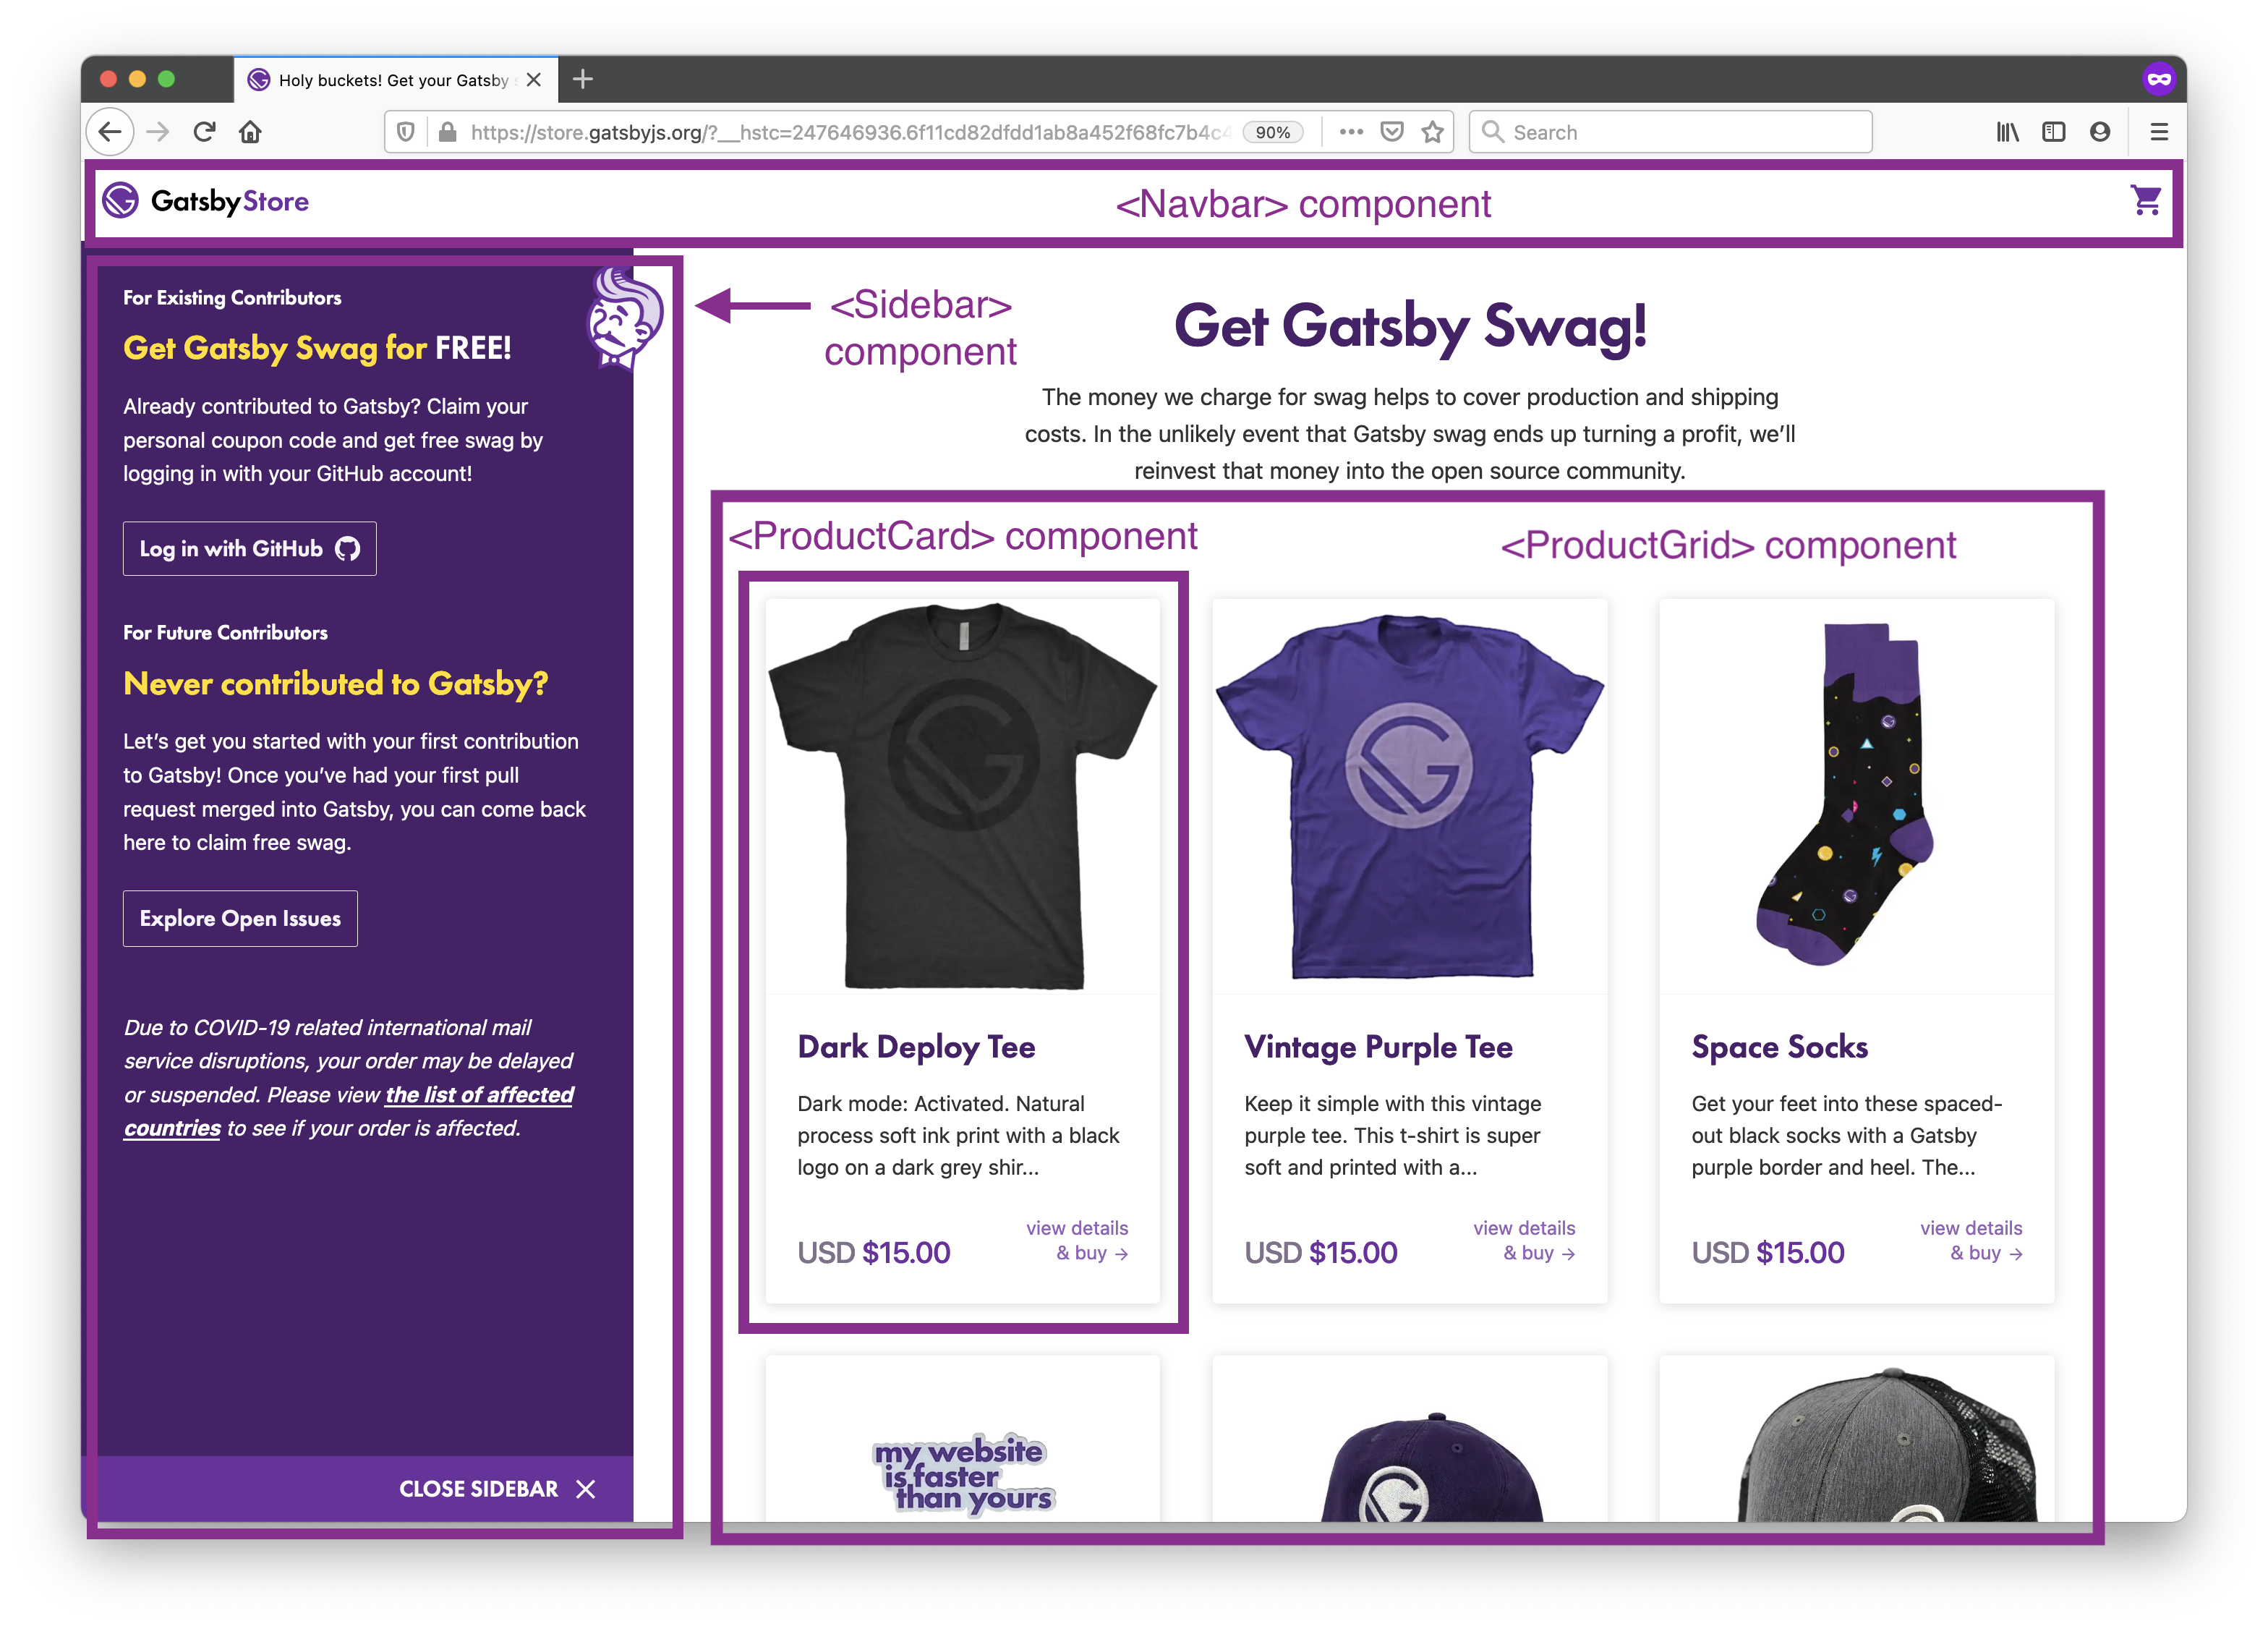 Holy buckets! Get your Gatsby
https://store.gatsbyjs.org/?__hstc=247646936.6f11cd82dfdd1ab8a452f68fc7b4c4
90%
Search
GatsbyStore
<Navbar> component
For Existing Contributors
Get Gatsby Swag for FREE!
Already contributed to Gatsby? Claim your
personal coupon code and get free swag by
logging in with your GitHub account!
Log in with GitHub
For Future Contributors
Never contributed to Gatsby?
Let’s get you started with your first contribution
to Gatsby! Once you’ve had your first pull
request merged into Gatsby, you can come back
here to claim free swag.
Explore Open Issues
Due to COVID-19 related international mail
service disruptions, your order may be delayed
or suspended. Please view the list of affected
countries to see if your order is affected.
CLOSE SIDEBAR
<Sidebar>
component
Get Gatsby Swag!
The money we charge for swag helps to cover production and shipping
costs. In the unlikely event that Gatsby swag ends up turning a profit, we’ll
reinvest that money into the open source community.
<ProductCard> component
<ProductGrid> component
Dark Deploy Tee
Dark mode: Activated. Natural
process soft ink print with a black
logo on a dark grey shir...
USD $15.00
view details
& buy →
Vintage Purple Tee
Keep it simple with this vintage
purple tee. This t-shirt is super
soft and printed with a...
USD $15.00
view details
& buy →
Space Socks
Get your feet into these spaced-
out black socks with a Gatsby
purple border and heel. The...
USD $15.00
view details
& buy →
my website
is faster
than yours